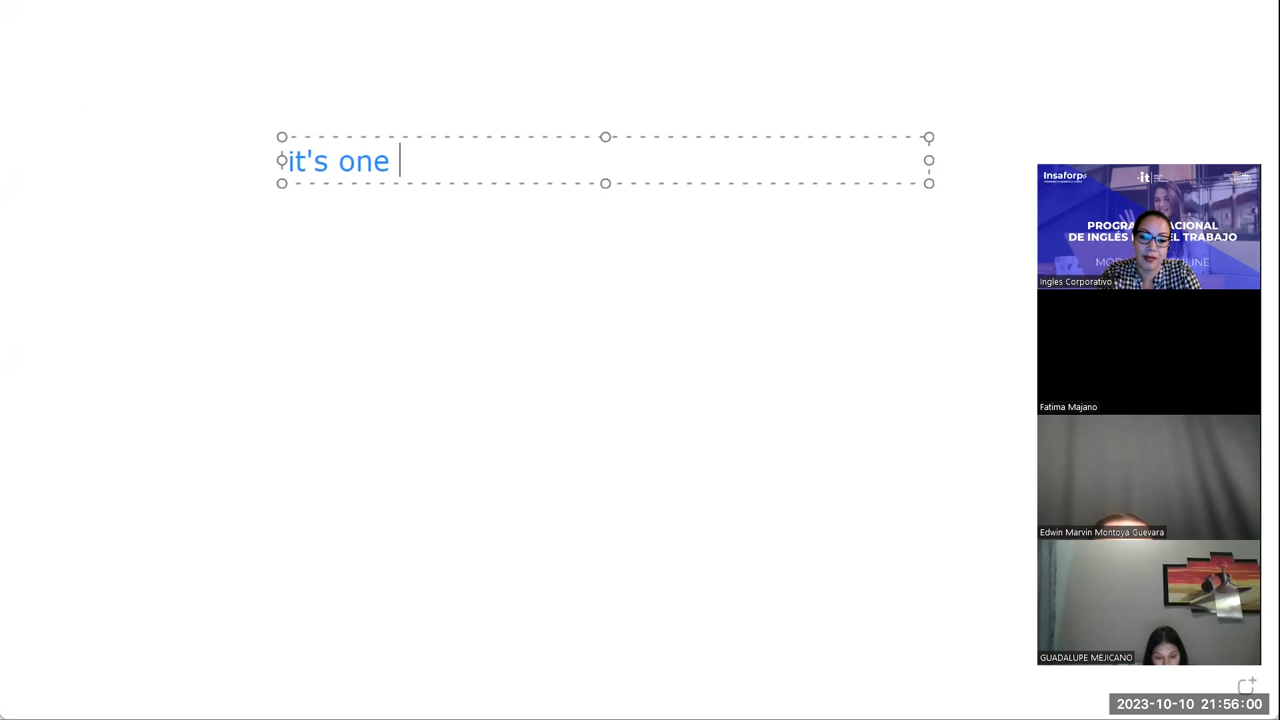 it's one
Insaforp
it
PROGRA ACIONAL
DE INGLÉS EL TRABAJO
Ingles Corporativo
Fatima Majano
Edwin Marvin Montoya Guevara
GUADALUPE MEJICANO
2023-10-10 21:56:00